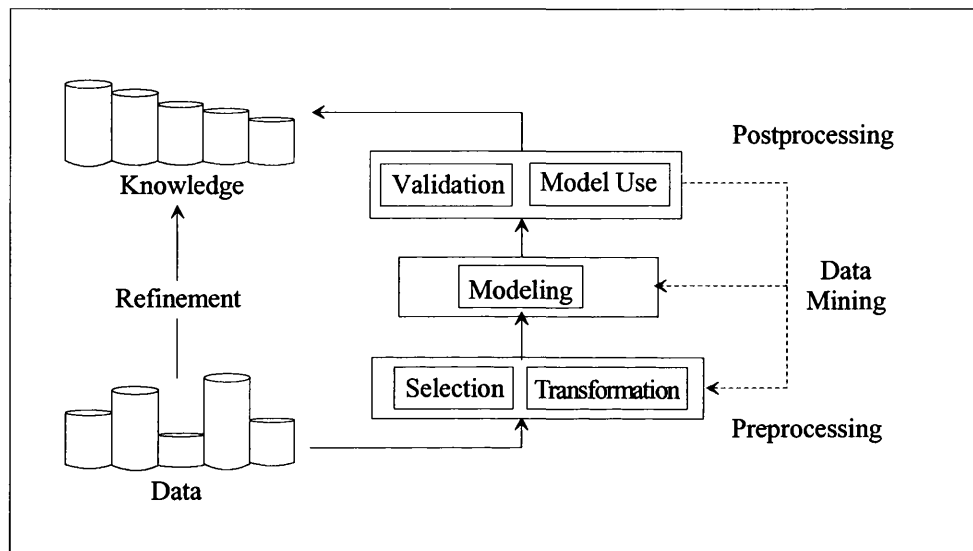 Postprocessing
Validation
Model Use
Knowledge
Data
Mining
Modeling
Refinement
Selection
Transformation
Preprocessing
Data